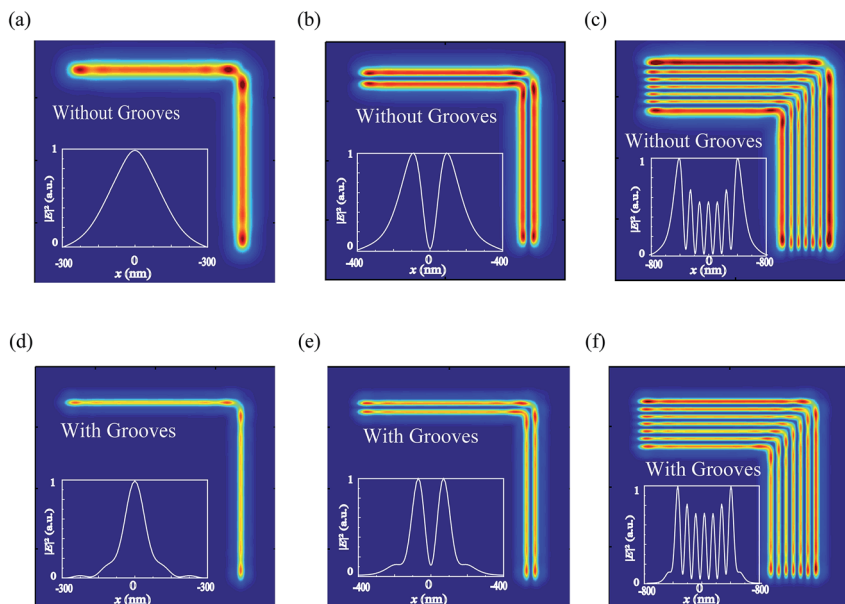 (a)
(b)
(c)
Without Grooves
Without Grooves
Without Grooves
1
|E|² (a.u.)
0
-300
0
-300
x (nm)
1
|E|² (a.u.)
0
-400
0
-400
x (nm)
1
|E|² (a.u.)
0
-800
0
-800
x (nm)
(d)
(e)
(f)
With Grooves
With Grooves
With Grooves
1
|E|² (a.u.)
0
-300
0
-300
x (nm)
1
|E|² (a.u.)
0
-400
0
-400
x (nm)
1
|E|² (a.u.)
0
-800
0
-800
x (nm)